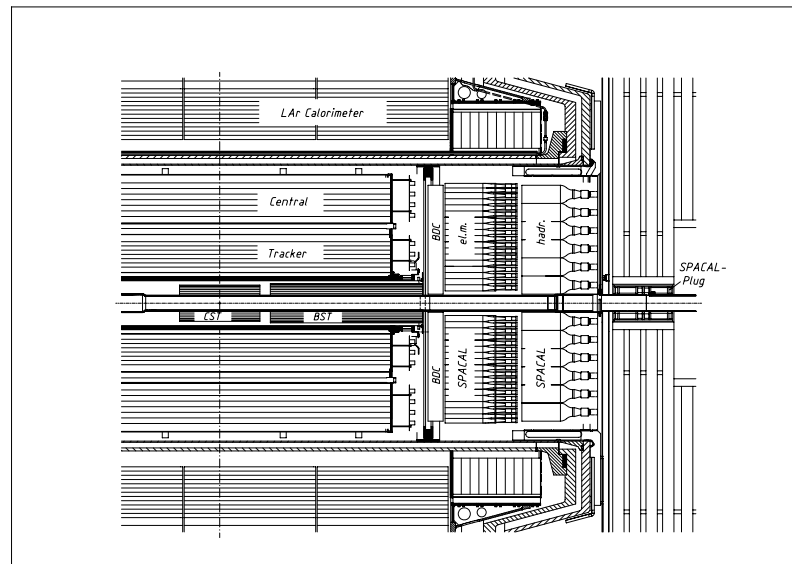 LAr Calorimeter
Central
BDC
el.m.
hadr.
Tracker
SPACAL-
Plug
CST
BST
BDC
SPACAL
SPACAL